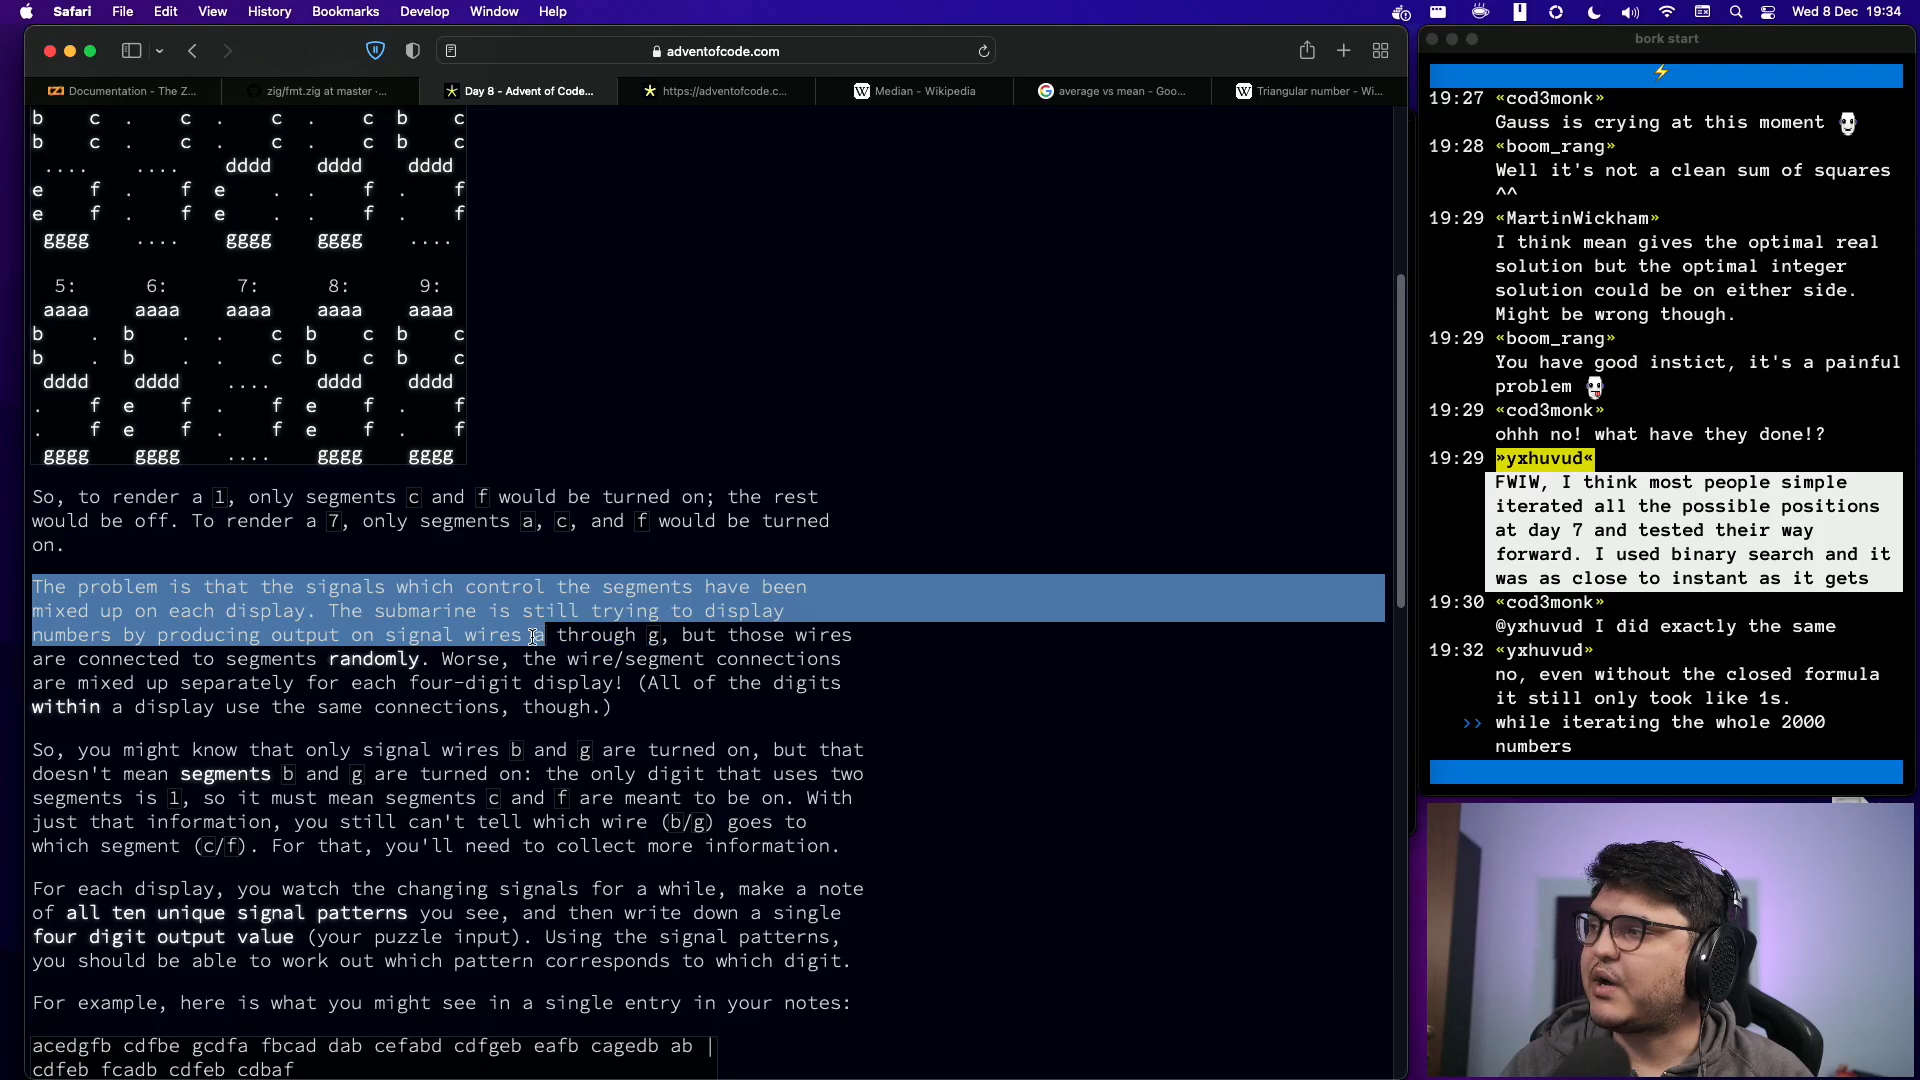 Safari File Edit View History Bookmarks Develop Window Help
Wed 8 Dec 19:34
adventofcode.com
Documentation - The Z...
zig/fmt.zig at master ·...
Day 8 - Advent of Code...
https://adventofcode.c...
Median - Wikipedia
average vs mean - Goo...
Triangular number - Wi...
b c . c . c . c b c
b c . c . c . c b c
.... .... dddd dddd dddd
e f . f e . . f . f
e f . f e . . f . f
gggg .... gggg gggg ....
5: 6: 7: 8: 9:
aaaa aaaa aaaa aaaa aaaa
b . b . . c b c b c
b . b . . c b c b c
dddd dddd .... dddd dddd
. f e f . f e f . f
. f e f . f e f . f
gggg gggg .... gggg gggg
So, to render a 1, only segments c and f would be turned on; the rest
would be off. To render a 7, only segments a, c, and f would be turned
on.
The problem is that the signals which control the segments have been
mixed up on each display. The submarine is still trying to display
numbers by producing output on signal wires a through g, but those wires
are connected to segments randomly. Worse, the wire/segment connections
are mixed up separately for each four-digit display! (All of the digits
within a display use the same connections, though.)
So, you might know that only signal wires b and g are turned on, but that
doesn't mean segments b and g are turned on: the only digit that uses two
segments is 1, so it must mean segments c and f are meant to be on. With
just that information, you still can't tell which wire (b/g) goes to
which segment (c/f). For that, you'll need to collect more information.
For each display, you watch the changing signals for a while, make a note
of all ten unique signal patterns you see, and then write down a single
four digit output value (your puzzle input). Using the signal patterns,
you should be able to work out which pattern corresponds to which digit.
For example, here is what you might see in a single entry in your notes:
acedgfb cdfbe gcdfa fbcad dab cefabd cdfgeb eafb cagedb ab |
cdfeb fcadb cdfeb cdbaf
bork start
19:27 «cod3monk»
Gauss is crying at this moment
19:28 «boom_rang»
Well it's not a clean sum of squares
^^
19:29 «MartinWickham»
I think mean gives the optimal real
solution but the optimal integer
solution could be on either side.
Might be wrong though.
19:29 «boom_rang»
You have good instict, it's a painful
problem
19:29 «cod3monk»
ohhh no! what have they done!?
19:29 »yxhuvud«
FWIW, I think most people simple
iterated all the possible positions
at day 7 and tested their way
forward. I used binary search and it
was as close to instant as it gets
19:30 «cod3monk»
@yxhuvud I did exactly the same
19:32 «yxhuvud»
no, even without the closed formula
it still only took like 1s.
>> while iterating the whole 2000
numbers